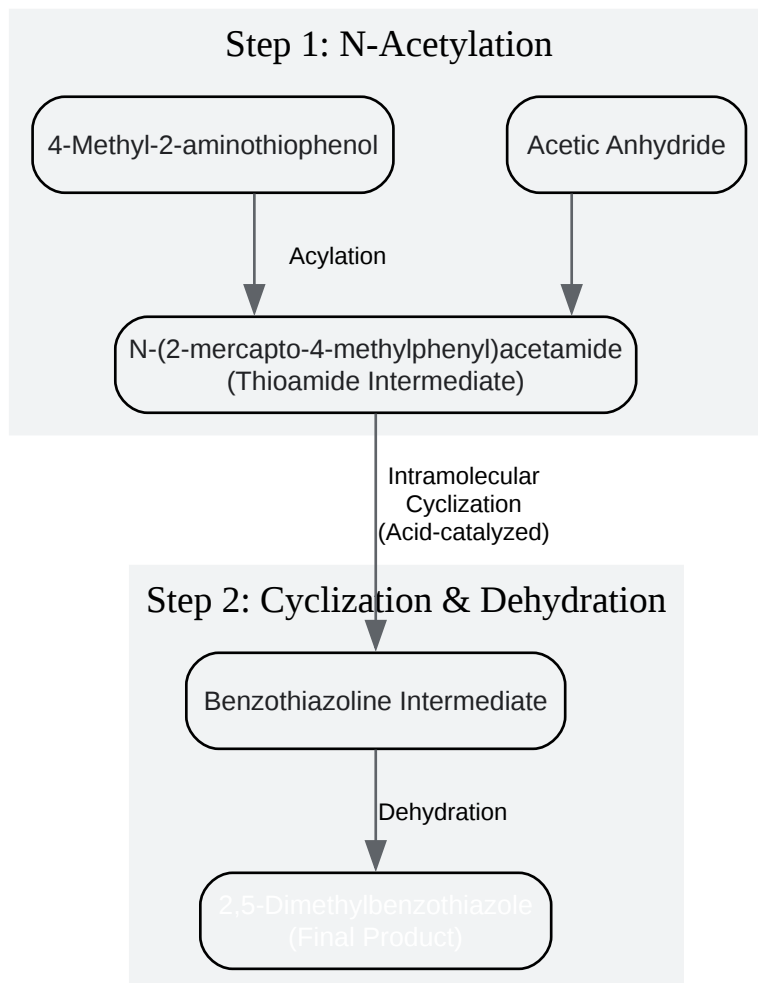 Step 1: N-Acetylation
4-Methyl-2-aminothiophenol
Acetic Anhydride
Acylation
N-(2-mercapto-4-methylphenyl)acetamide
(Thioamide Intermediate)
Intramolecular
Cyclization
(Acid-catalyzed)
Step 2: Cyclization & Dehydration
Benzothiazoline Intermediate
Dehydration
2,5-Dimethylbenzothiazole
(Final Product)